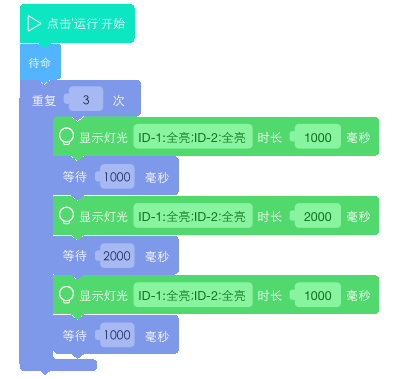 点击'运行'开始
待命
重复 3 次
显示灯光 ID-1:全亮;ID-2:全亮 时长 1000 毫秒
等待 1000 毫秒
显示灯光 ID-1:全亮;ID-2:全亮 时长 2000 毫秒
等待 2000 毫秒
显示灯光 ID-1:全亮;ID-2:全亮 时长 1000 毫秒
等待 1000 毫秒